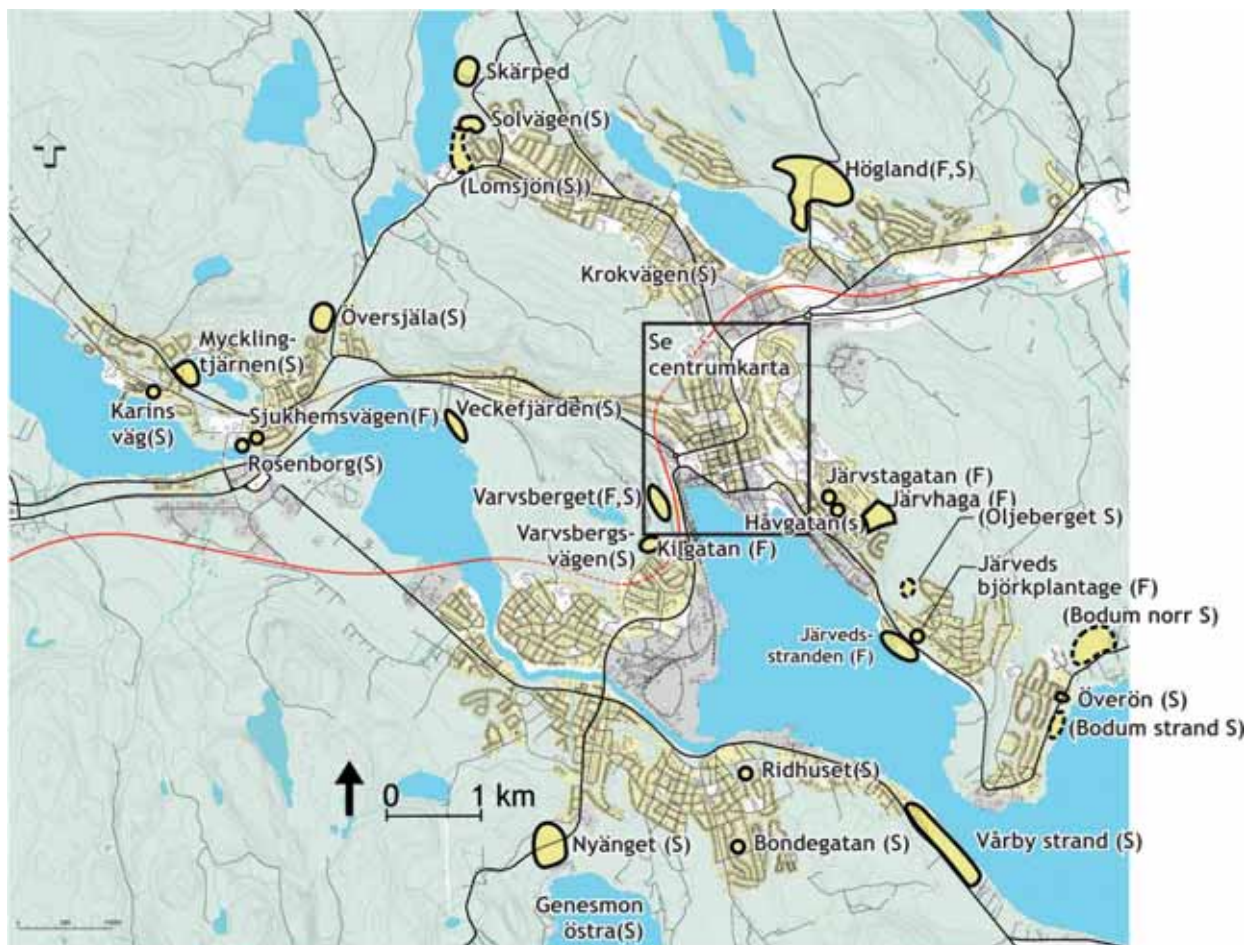 Skärped
Solvägen(S)
(Lomsjön(S))
Högland(F,S)
Krokvägen(S)
Översjäla(S)
Myckling-
tjärnen(S)
Se
centrumkarta
Karins
väg(S)
Sjukhemsvägen(F)
Veckefjärden(S)
Rosenborg(S)
Varvsberget(F,S)
Järvstagatan (F)
Järvhaga (F)
Havgatan(s)
(Oljeberget S)
Varvsbergs-
vägen(S)
Kilgatan (F)
Järveds
björkplantage (F)
(Bodum norr S)
Järveds-
stranden (F)
Överön (S)
(Bodum strand S)
Ridhuset(S)
0 1 km
Nyänget (S)
Bondegatan (S)
Vårby strand (S)
Genesmon
östra(S)